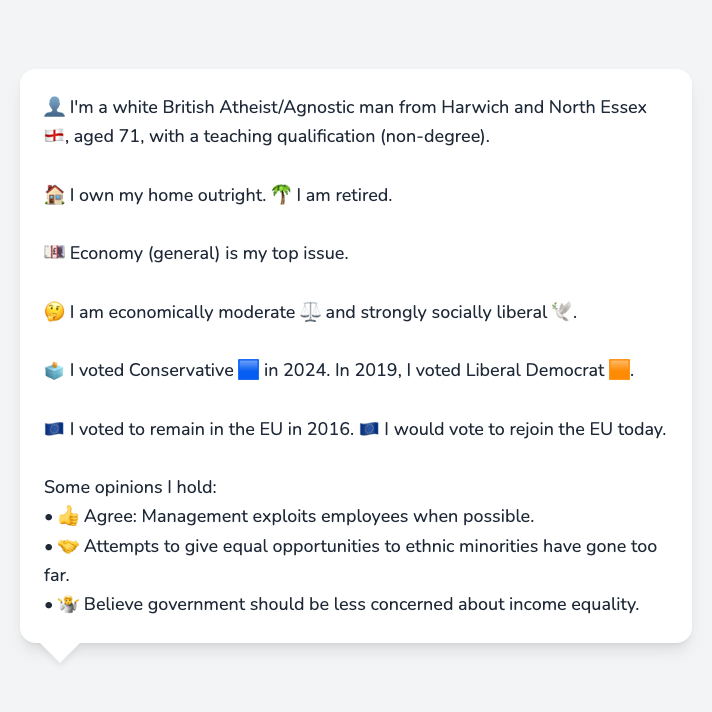 👤 I'm a white British Atheist/Agnostic man from Harwich and North Essex
🏴󠁧󠁢󠁥󠁮󠁧󠁿, aged 71, with a teaching qualification (non-degree).
🏠 I own my home outright. 🌴 I am retired.
💷 Economy (general) is my top issue.
🤔 I am economically moderate ⚖️ and strongly socially liberal 🕊️.
🗳️ I voted Conservative 🟦 in 2024. In 2019, I voted Liberal Democrat 🟧.
🇪🇺 I voted to remain in the EU in 2016. 🇪🇺 I would vote to rejoin the EU today.
Some opinions I hold:
• 👍 Agree: Management exploits employees when possible.
• 🤝 Attempts to give equal opportunities to ethnic minorities have gone too
far.
• 🤷 Believe government should be less concerned about income equality.